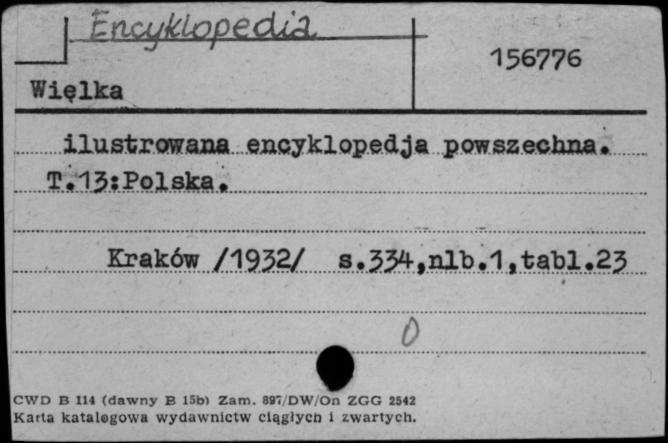 Encyklopedia
156776
Więlka
ilustrowana encyklopedja powszechna.
T.13:Polska.
Kraków /1932/ s.334,nlb.1,tabl.23
0
CWD B 114 (dawny B 15b) Zam. 897/DW/On ZGG 2542
Karta katalogowa wydawnictw ciągłych i zwartych.